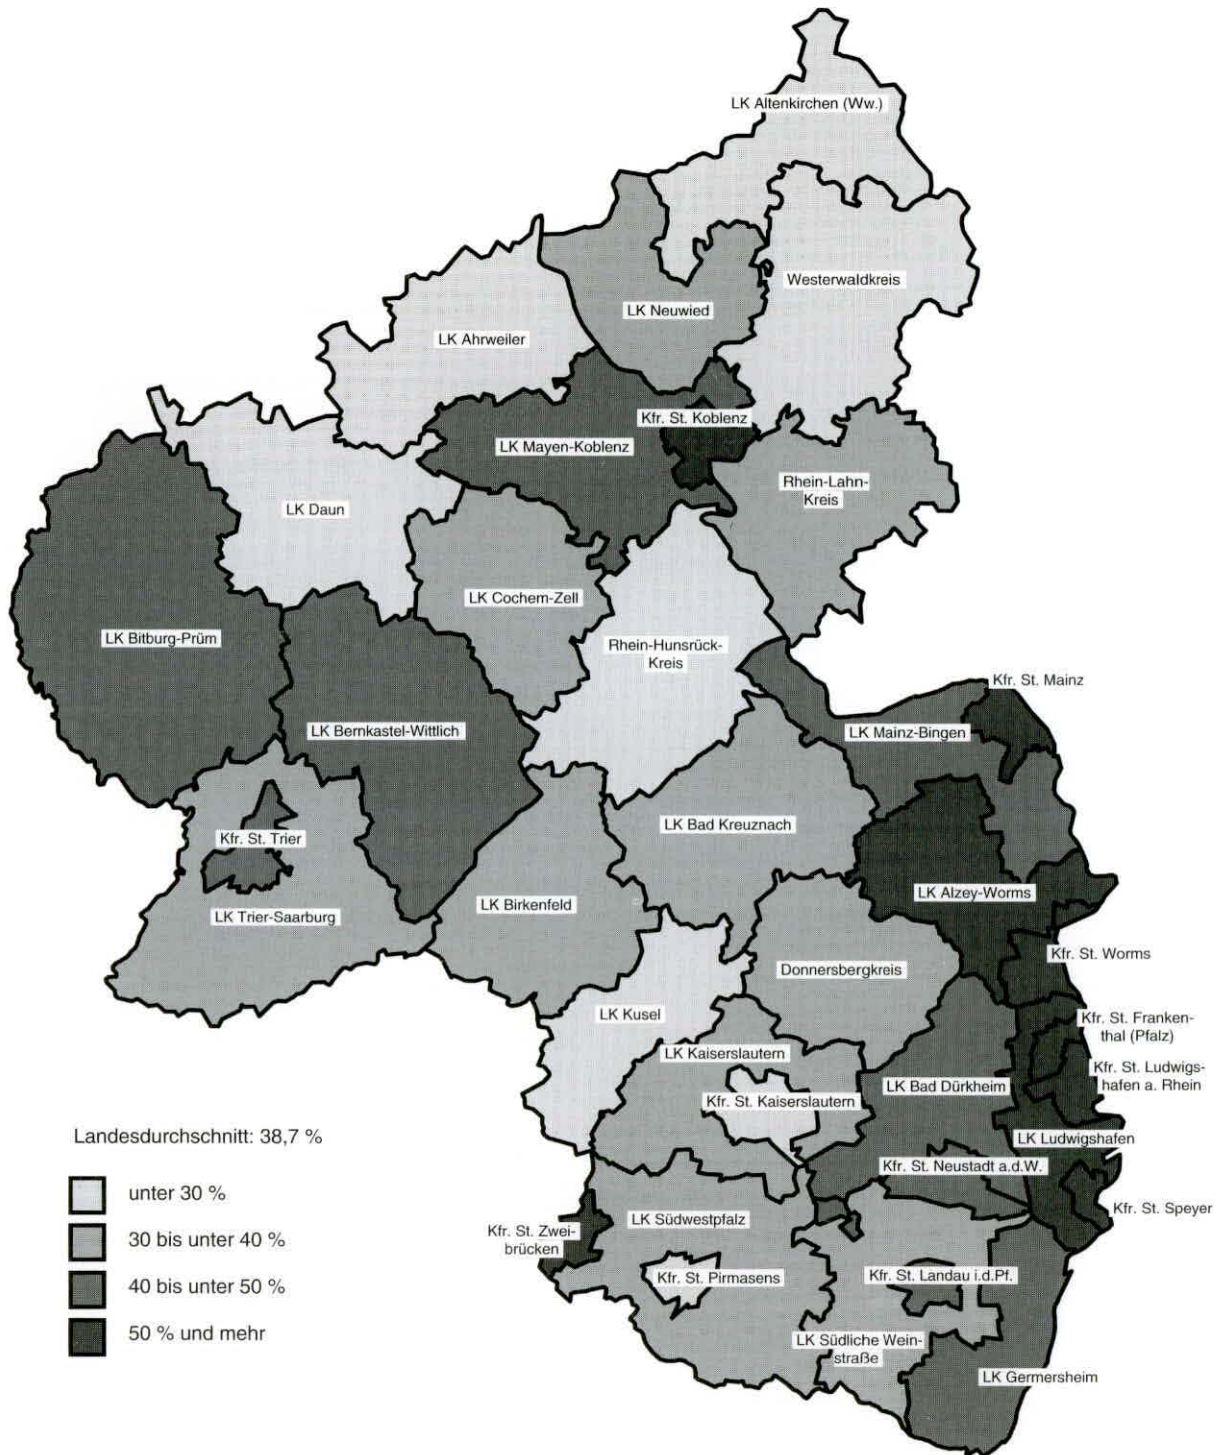 LK Altenkirchen (Ww.)
Westerwaldkreis
LK Neuwied
LK Ahrweiler
Kfr. St. Koblenz
LK Mayen-Koblenz
Rhein-Lahn-
Kreis
LK Daun
LK Cochem-Zell
LK Bitburg-Prüm
Rhein-Hunsrück-
Kreis
Kfr. St. Mainz
LK Bernkastel-Wittlich
LK Mainz-Bingen
LK Bad Kreuznach
Kfr. St. Trier
LK Alzey-Worms
LK Birkenfeld
LK Trier-Saarburg
Kfr. St. Worms
Donnersbergkreis
LK Kusel
Kfr. St. Franken-
thal (Pfalz)
LK Kaiserslautern
Kfr. St. Ludwigs-
hafen a. Rhein
LK Bad Dürkheim
Kfr. St. Kaiserslautern
LK Ludwigshafen
Kfr. St. Neustadt a.d.W.
Kfr. St. Speyer
LK Südwestpfalz
Kfr. St. Zwei-
brücken
Kfr. St. Pirmasens
Kfr. St. Landau i.d.Pf.
LK Südliche Wein-
straße
LK Germersheim
Landesdurchschnitt: 38,7 %
unter 30 %
30 bis unter 40 %
40 bis unter 50 %
50 % und mehr